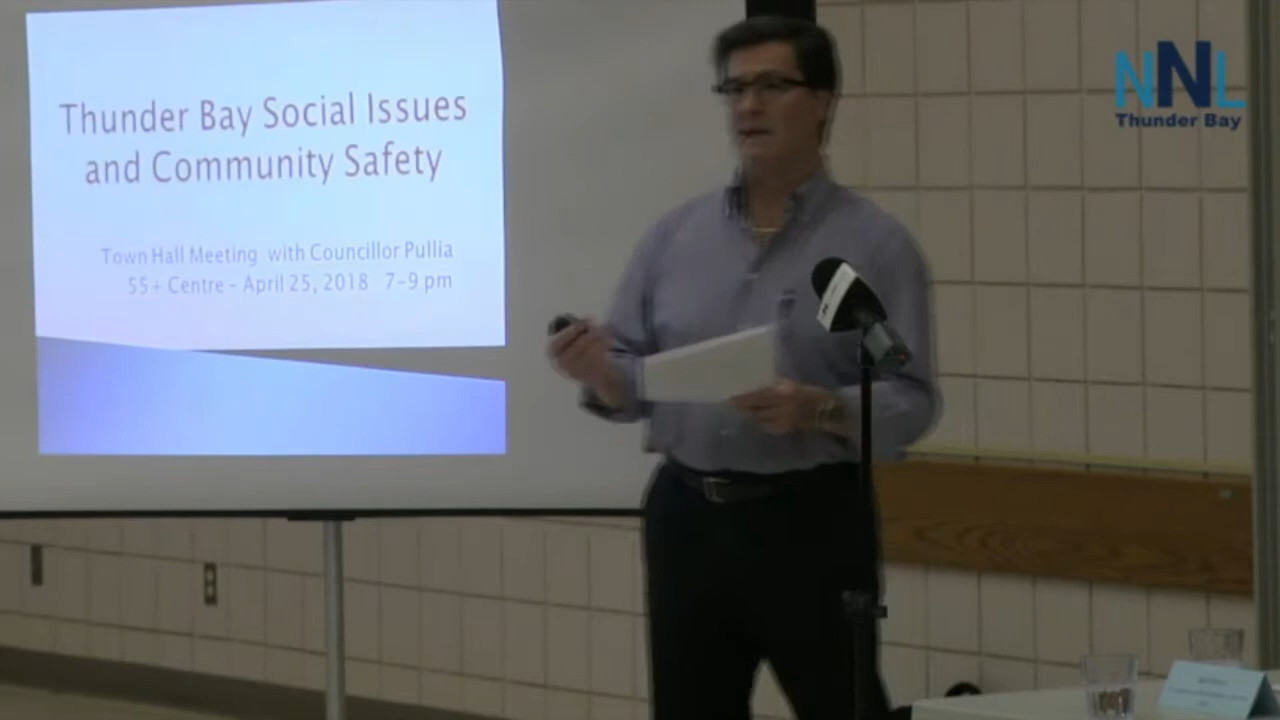 Thunder Bay Social Issues
and Community Safety
Town Hall Meeting with Councillor Pullia
55+ Centre - April 25, 2018 7-9 pm
NNL
Thunder Bay